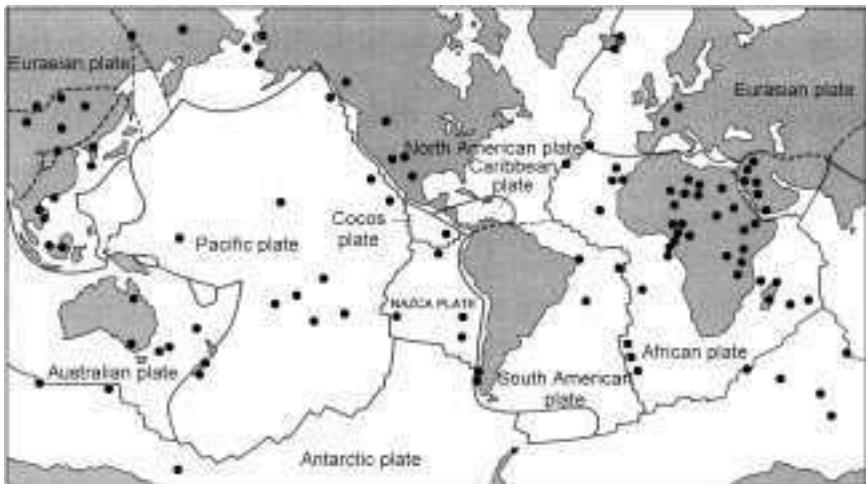 Eurasian plate
Eurasian plate
North American plate
Caribbean
plate
Cocos
plate
Pacific plate
NAZCA PLATE
African plate
Australian plate
South American
plate
Antarctic plate